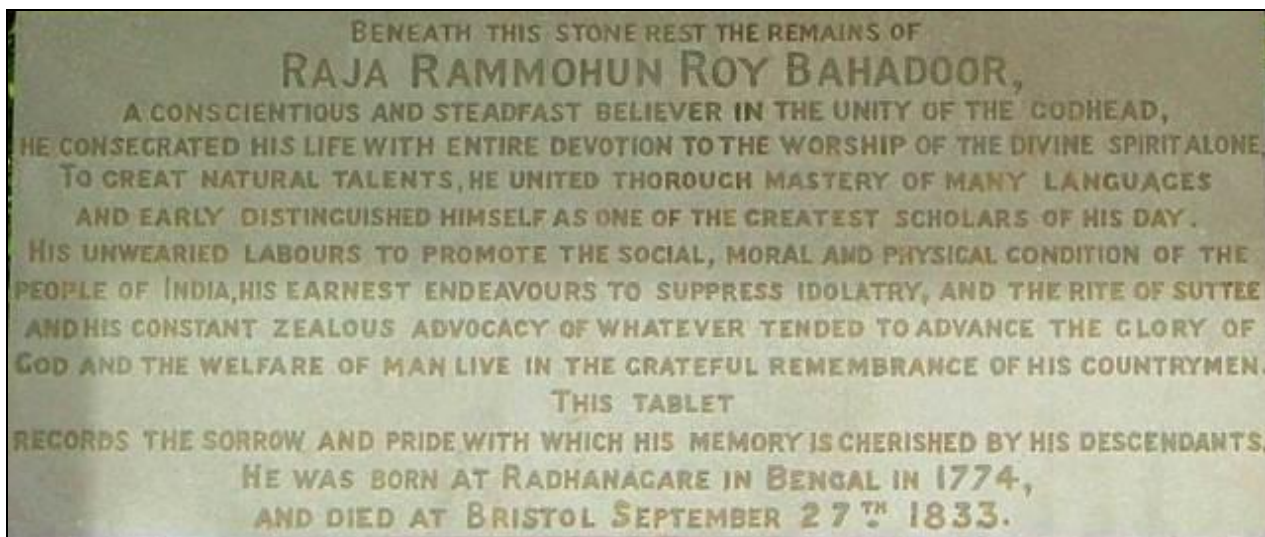 BENEATH THIS STONE REST THE REMAINS OF
RAJA RAMMOHUN ROY BAHADOOR,
A CONSCIENTIOUS AND STEADFAST BELIEVER IN THE UNITY OF THE GODHEAD,
HE CONSECRATED HIS LIFE WITH ENTIRE DEVOTION TO THE WORSHIP OF THE DIVINE SPIRIT ALONE,
TO GREAT NATURAL TALENTS, HE UNITED THOROUGH MASTERY OF MANY LANGUAGES
AND EARLY DISTINGUISHED HIMSELF AS ONE OF THE GREATEST SCHOLARS OF HIS DAY.
HIS UNWEARIED LABOURS TO PROMOTE THE SOCIAL, MORAL AND PHYSICAL CONDITION OF THE
PEOPLE OF INDIA, HIS EARNEST ENDEAVOURS TO SUPPRESS IDOLATRY, AND THE RITE OF SUTTEE
AND HIS CONSTANT ZEALOUS ADVOCACY OF WHATEVER TENDED TO ADVANCE THE GLORY OF
GOD AND THE WELFARE OF MAN LIVE IN THE GRATEFUL REMEMBRANCE OF HIS COUNTRYMEN.
THIS TABLET
RECORDS THE SORROW AND PRIDE WITH WHICH HIS MEMORY IS CHERISHED BY HIS DESCENDANTS.
HE WAS BORN AT RADHANAGARE IN BENGAL IN 1774,
AND DIED AT BRISTOL SEPTEMBER 27TH 1833.